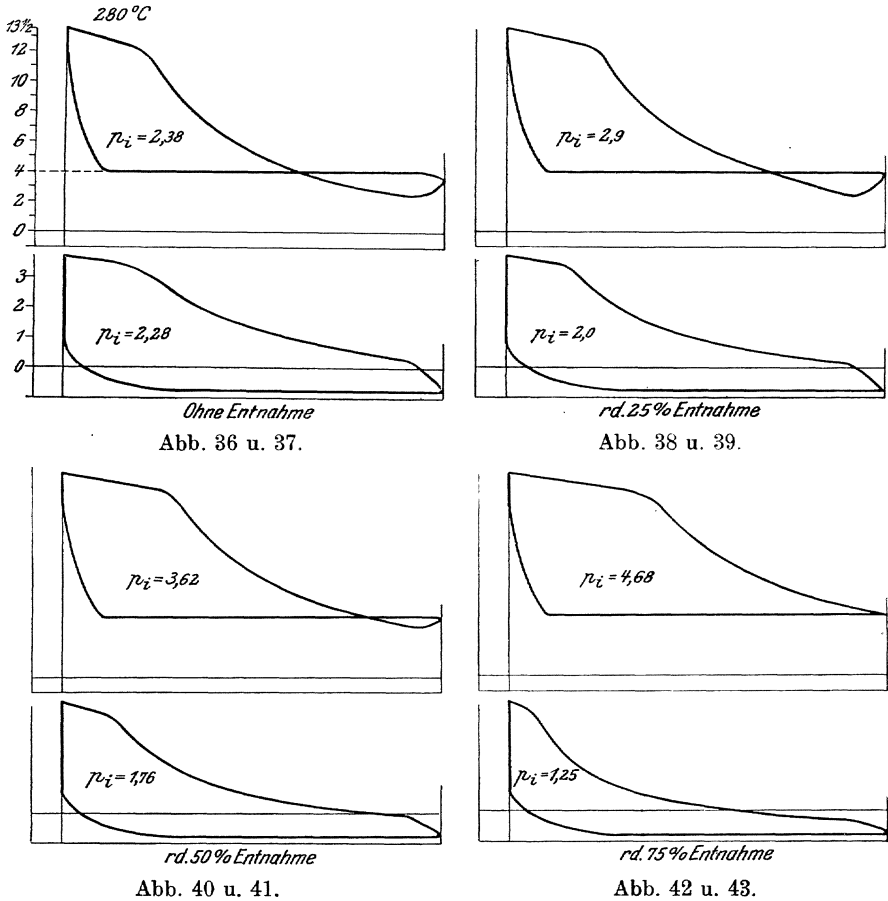 280°C
13½
12
10
8
6
4
2
0
p_i = 2,38
3
2
1
0
p_i = 2,28
Ohne Entnahme
Abb. 36 u. 37.
p_i = 2,9
p_i = 2,0
rd. 25% Entnahme
Abb. 38 u. 39.
p_i = 3,62
p_i = 1,76
rd. 50% Entnahme
Abb. 40 u. 41.
p_i = 4,68
p_i = 1,25
rd. 75% Entnahme
Abb. 42 u. 43.